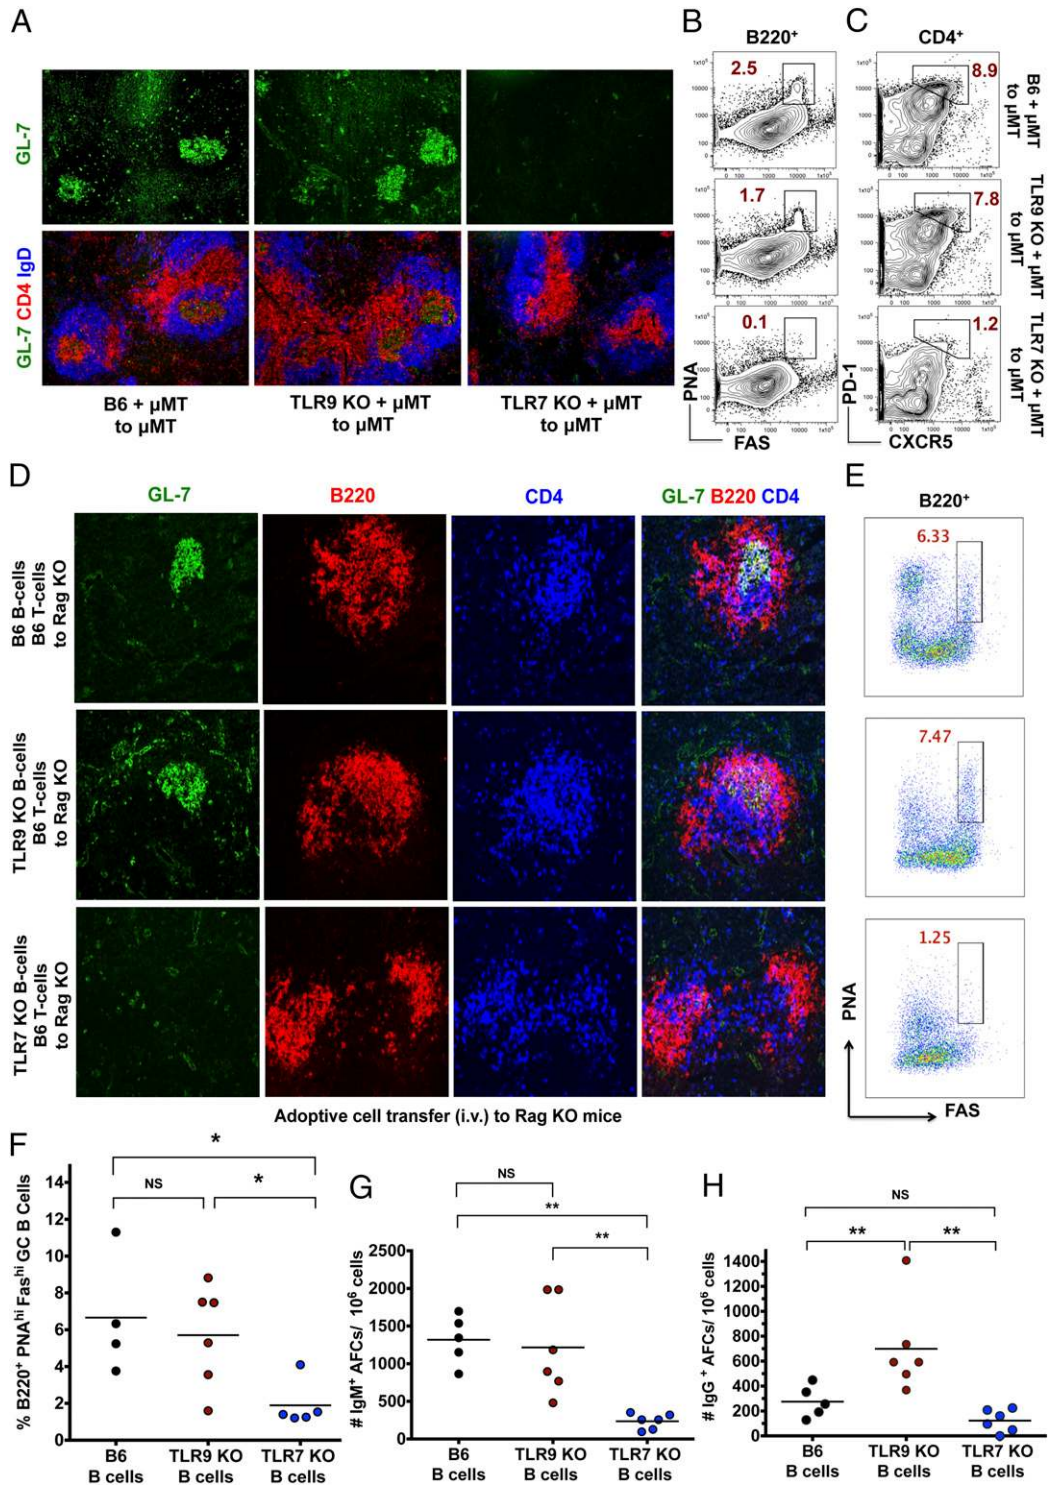 A
GL-7
GL-7 CD4 IgD
B6 + µMT
to µMT
TLR9 KO + µMT
to µMT
TLR7 KO + µMT
to µMT
B
B220+
2.5
1.7
0.1
PNA
FAS
C
CD4+
8.9
7.8
1.2
PD-1
CXCR5
B6 + µMT
to µMT
TLR9 KO + µMT
to µMT
TLR7 KO + µMT
to µMT
D
GL-7
B220
CD4
GL-7 B220 CD4
B6 B-cells
B6 T-cells
to Rag KO
TLR9 KO B-cells
B6 T-cells
to Rag KO
TLR7 KO B-cells
B6 T-cells
to Rag KO
Adoptive cell transfer (i.v.) to Rag KO mice
E
B220+
6.33
7.47
1.25
PNA
FAS
F
% B220+ PNAhi Fashi GC B Cells
14
12
10
8
6
4
2
0
*
NS
*
B6
B cells
TLR9 KO
B cells
TLR7 KO
B cells
G
# IgM+ AFCs/ 10⁶ cells
2500
2000
1500
1000
500
0
NS
**
**
B6
B cells
TLR9 KO
B cells
TLR7 KO
B cells
H
# IgG + AFCs/ 10⁶ cells
1400
1200
1000
800
600
400
200
0
NS
**
**
B6
B cells
TLR9 KO
B cells
TLR7 KO
B cells